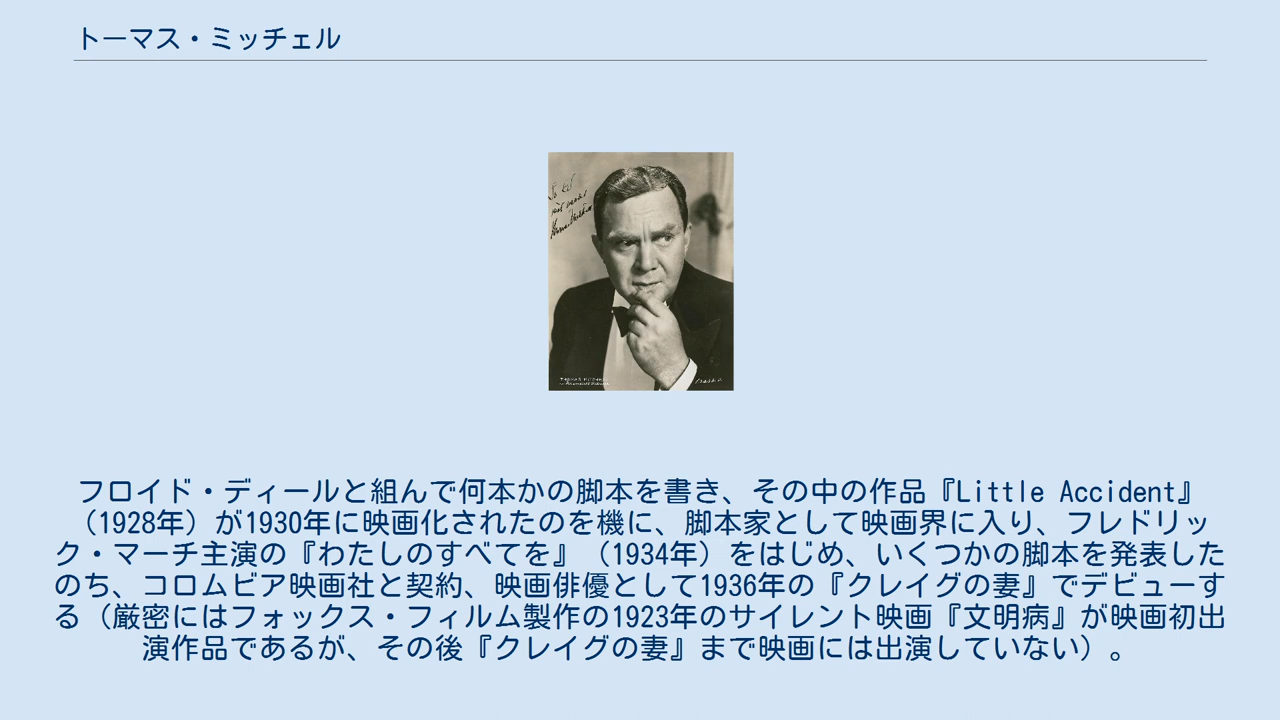 トーマス・ミッチェル
フロイド・ディールと組んで何本かの脚本を書き、その中の作品『Little Accident』
（1928年）が1930年に映画化されたのを機に、脚本家として映画界に入り、フレドリッ
ク・マーチ主演の『わたしのすべてを』（1934年）をはじめ、いくつかの脚本を発表した
のち、コロムビア映画社と契約、映画俳優として1936年の『クレイグの妻』でデビューす
る（厳密にはフォックス・フィルム製作の1923年のサイレント映画『文明病』が映画初出
演作品であるが、その後『クレイグの妻』まで映画には出演していない）。